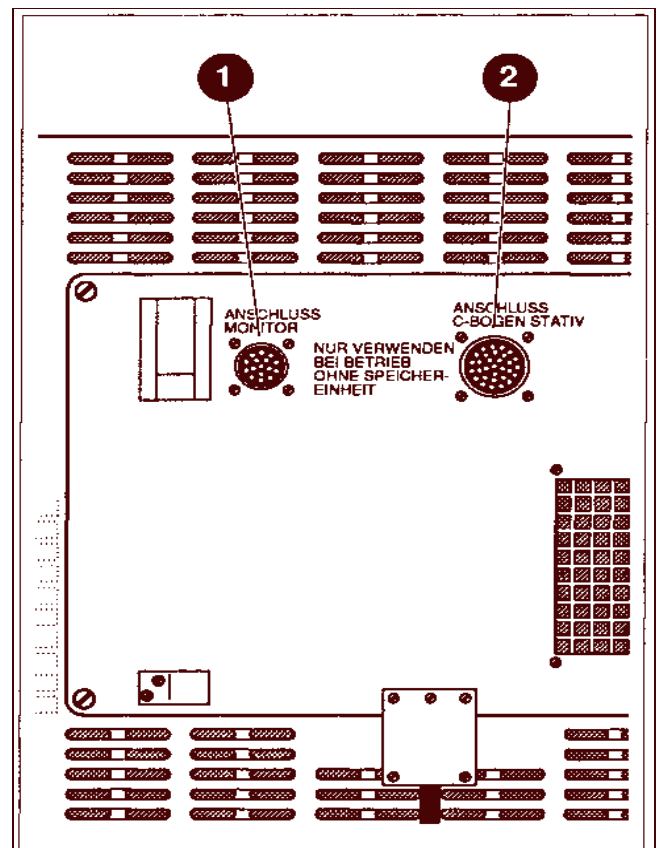 1
2
ANSCHLUSS
MONITOR
ANSCHLUSS
C-BOGEN STATIV
NUR VERWENDEN
BEI BETRIEB
OHNE SPEICHER-
EINHEIT